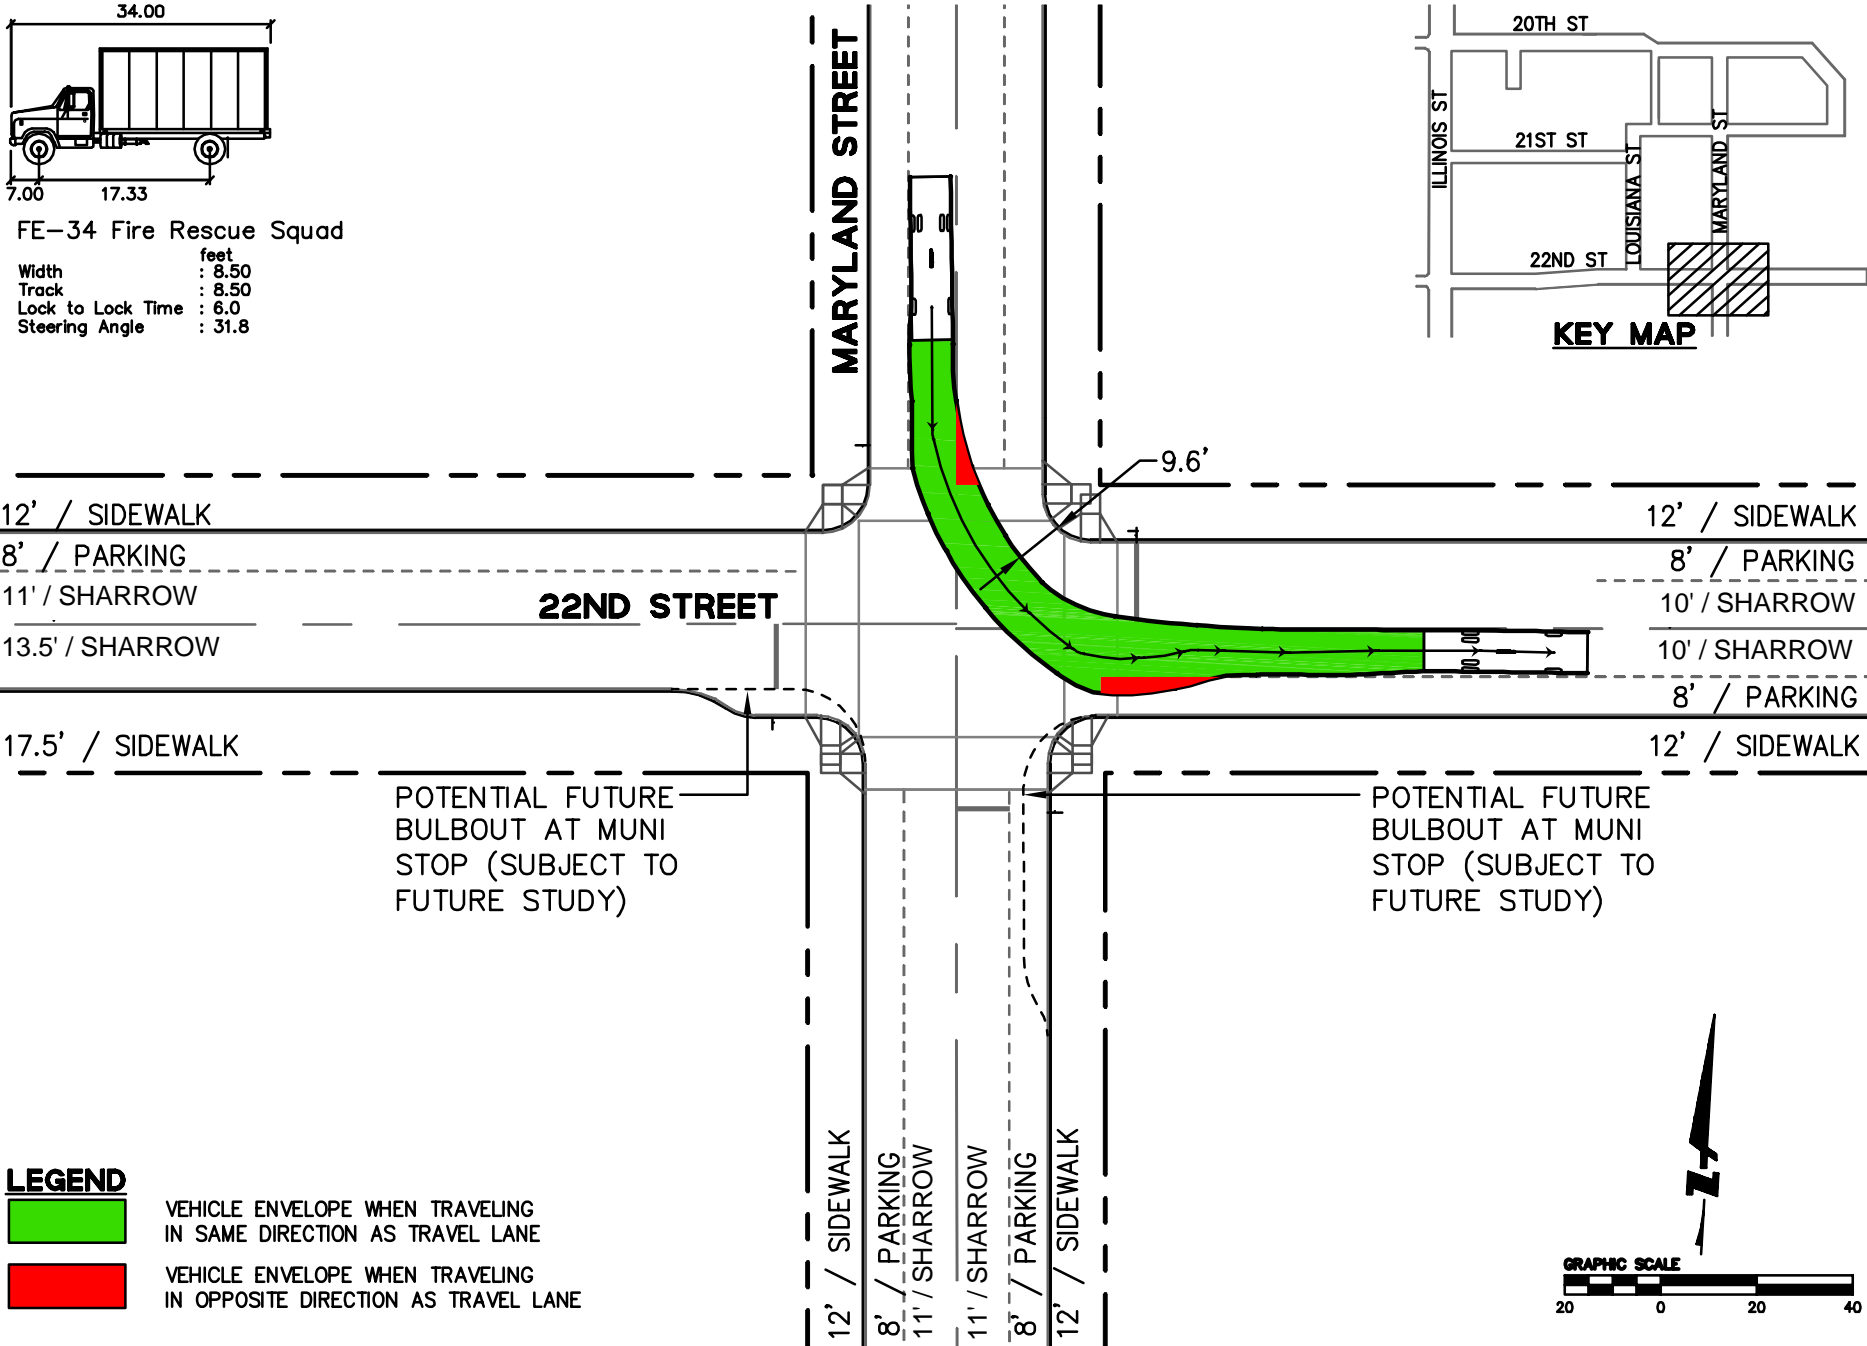 34.00
7.00
17.33
FE-34 Fire Rescue Squad
feet
Width : 8.50
Track : 8.50
Lock to Lock Time : 6.0
Steering Angle : 31.8
MARYLAND STREET
20TH ST
ILLINOIS ST
21ST ST
LOUISIANA ST
MARYLAND ST
22ND ST
KEY MAP
9.6'
12' / SIDEWALK
8' / PARKING
11' / SHARROW
13.5' / SHARROW
17.5' / SIDEWALK
22ND STREET
12' / SIDEWALK
8' / PARKING
10' / SHARROW
10' / SHARROW
8' / PARKING
12' / SIDEWALK
POTENTIAL FUTURE
BULBOUT AT MUNI
STOP (SUBJECT TO
FUTURE STUDY)
POTENTIAL FUTURE
BULBOUT AT MUNI
STOP (SUBJECT TO
FUTURE STUDY)
12' / SIDEWALK
8' / PARKING
11' / SHARROW
11' / SHARROW
8' / PARKING
12' / SIDEWALK
LEGEND
VEHICLE ENVELOPE WHEN TRAVELING
IN SAME DIRECTION AS TRAVEL LANE
VEHICLE ENVELOPE WHEN TRAVELING
IN OPPOSITE DIRECTION AS TRAVEL LANE
N
GRAPHIC SCALE
20 0 20 40